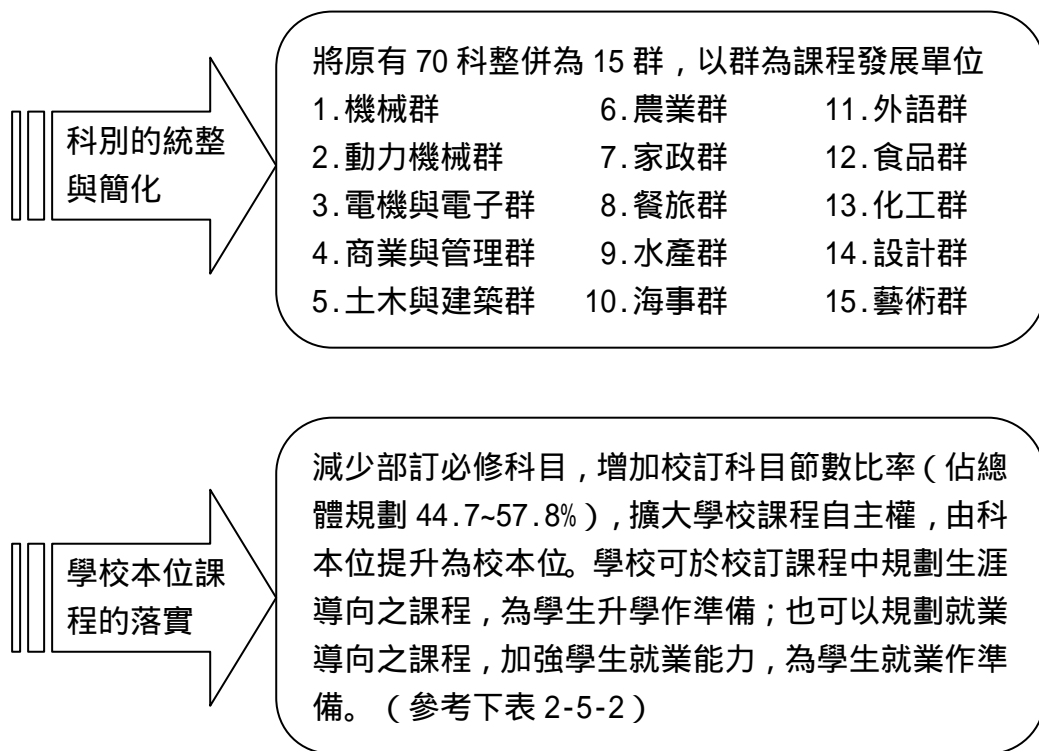 科別的統整
與簡化
將原有 70 科整併為 15 群，以群為課程發展單位
1.機械群 6.農業群 11.外語群
2.動力機械群 7.家政群 12.食品群
3.電機與電子群 8.餐旅群 13.化工群
4.商業與管理群 9.水產群 14.設計群
5.土木與建築群 10.海事群 15.藝術群
學校本位課
程的落實
減少部訂必修科目，增加校訂科目節數比率（佔總
體規劃 44.7~57.8%），擴大學校課程自主權，由科
本位提升為校本位。學校可於校訂課程中規劃生涯
導向之課程，為學生升學作準備；也可以規劃就業
導向之課程，加強學生就業能力，為學生就業作準
備。（參考下表 2-5-2）